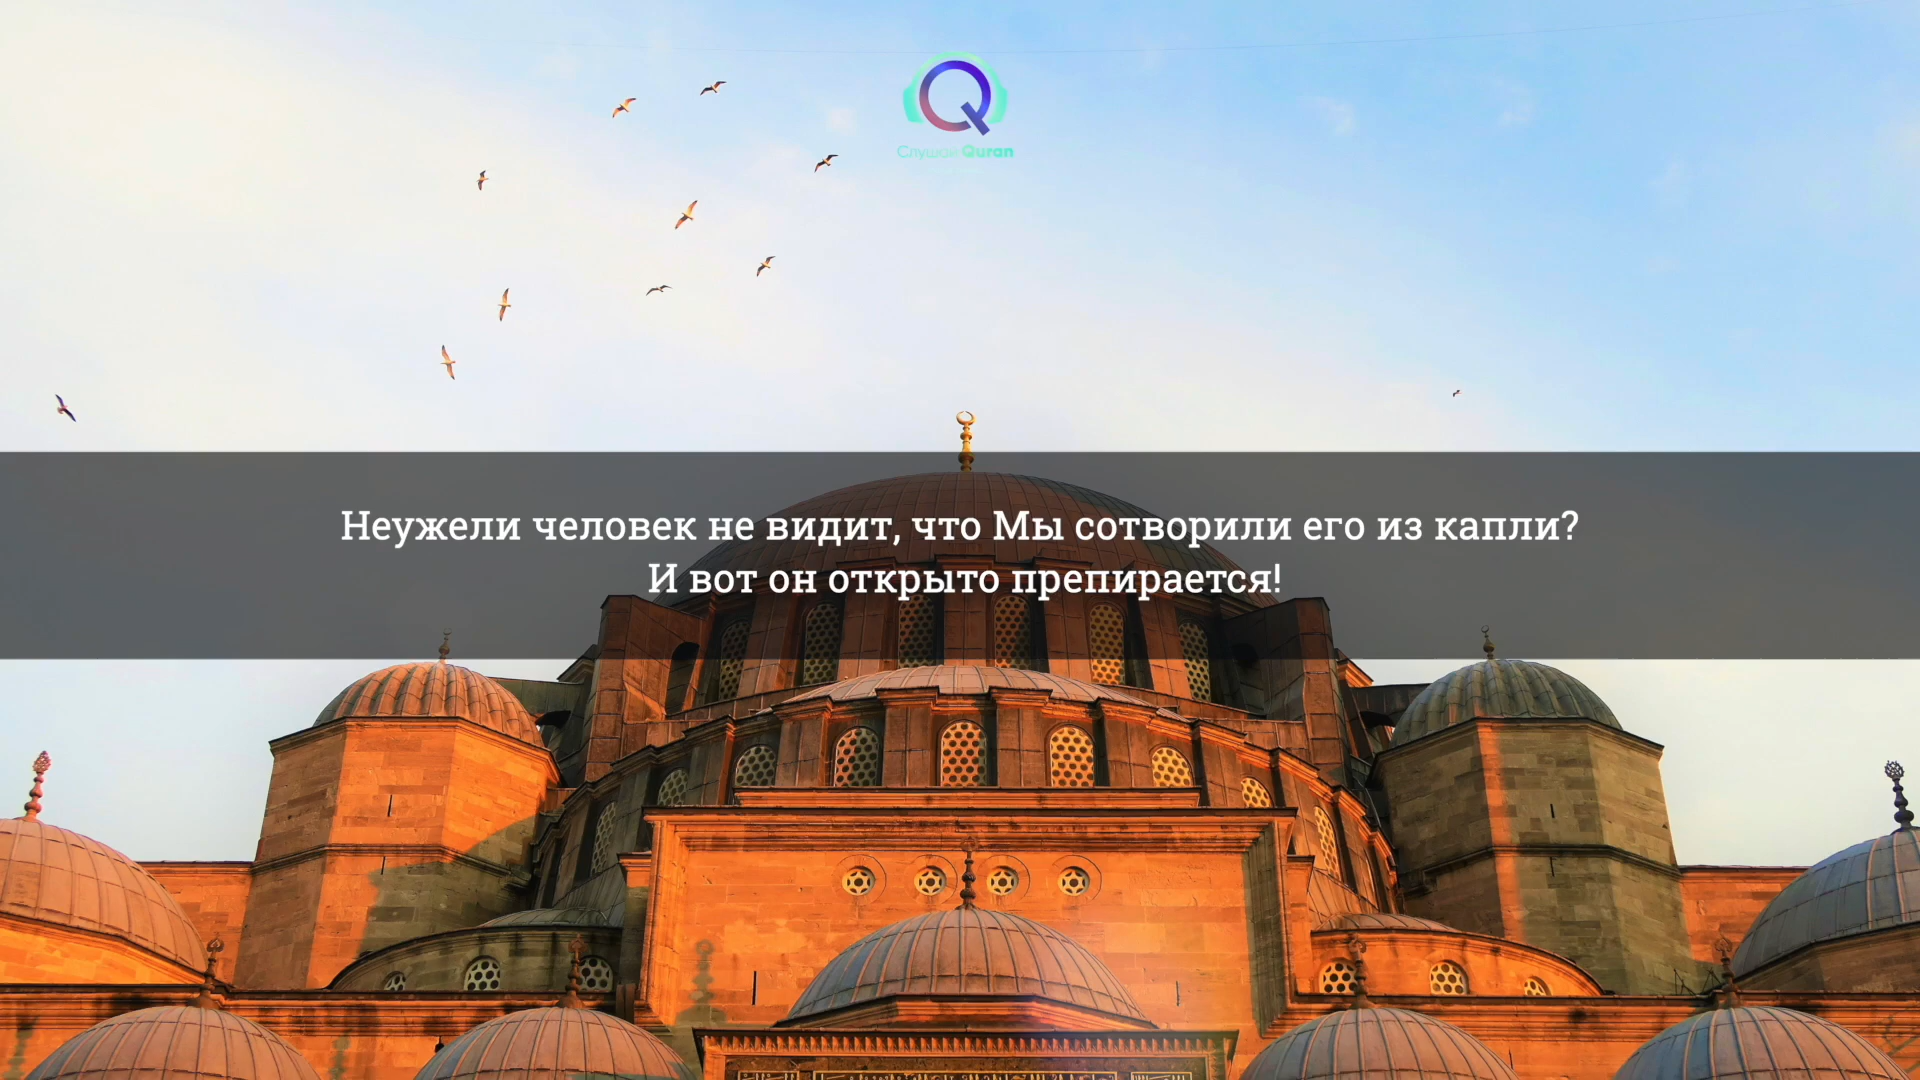 Слушай Quran
Неужели человек не видит, что Мы сотворили его из капли?
И вот он открыто препирается!